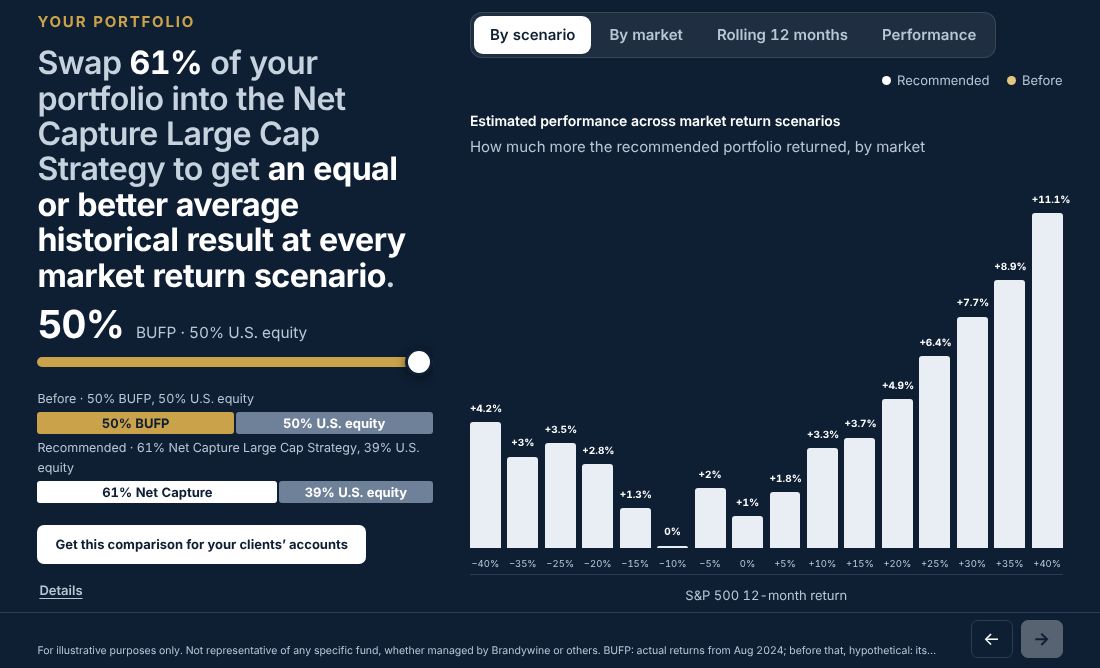 YOUR PORTFOLIO
Swap 61% of your
portfolio into the Net
Capture Large Cap
Strategy to get an equal
or better average
historical result at every
market return scenario.
50% BUFP · 50% U.S. equity
Before · 50% BUFP, 50% U.S. equity
50% BUFP 50% U.S. equity
Recommended · 61% Net Capture Large Cap Strategy, 39% U.S.
equity
61% Net Capture 39% U.S. equity
Get this comparison for your clients’ accounts
Details
By scenario By market Rolling 12 months Performance
Recommended Before
Estimated performance across market return scenarios
How much more the recommended portfolio returned, by market
+4.2% +3% +3.5% +2.8% +1.3% 0% +2% +1% +1.8% +3.3% +3.7% +4.9% +6.4% +7.7% +8.9% +11.1%
−40% −35% −25% −20% −15% −10% −5% 0% +5% +10% +15% +20% +25% +30% +35% +40%
S&P 500 12-month return
For illustrative purposes only. Not representative of any specific fund, whether managed by Brandywine or others. BUFP: actual returns from Aug 2024; before that, hypothetical: its…